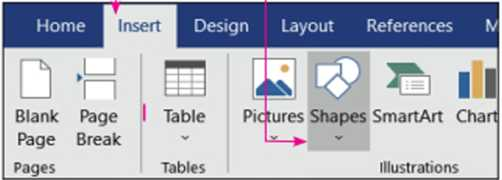 Home Insert Design Layout References M
Blank Page Table Pictures Shapes SmartArt Chart
Page Break
Pages Tables Illustrations